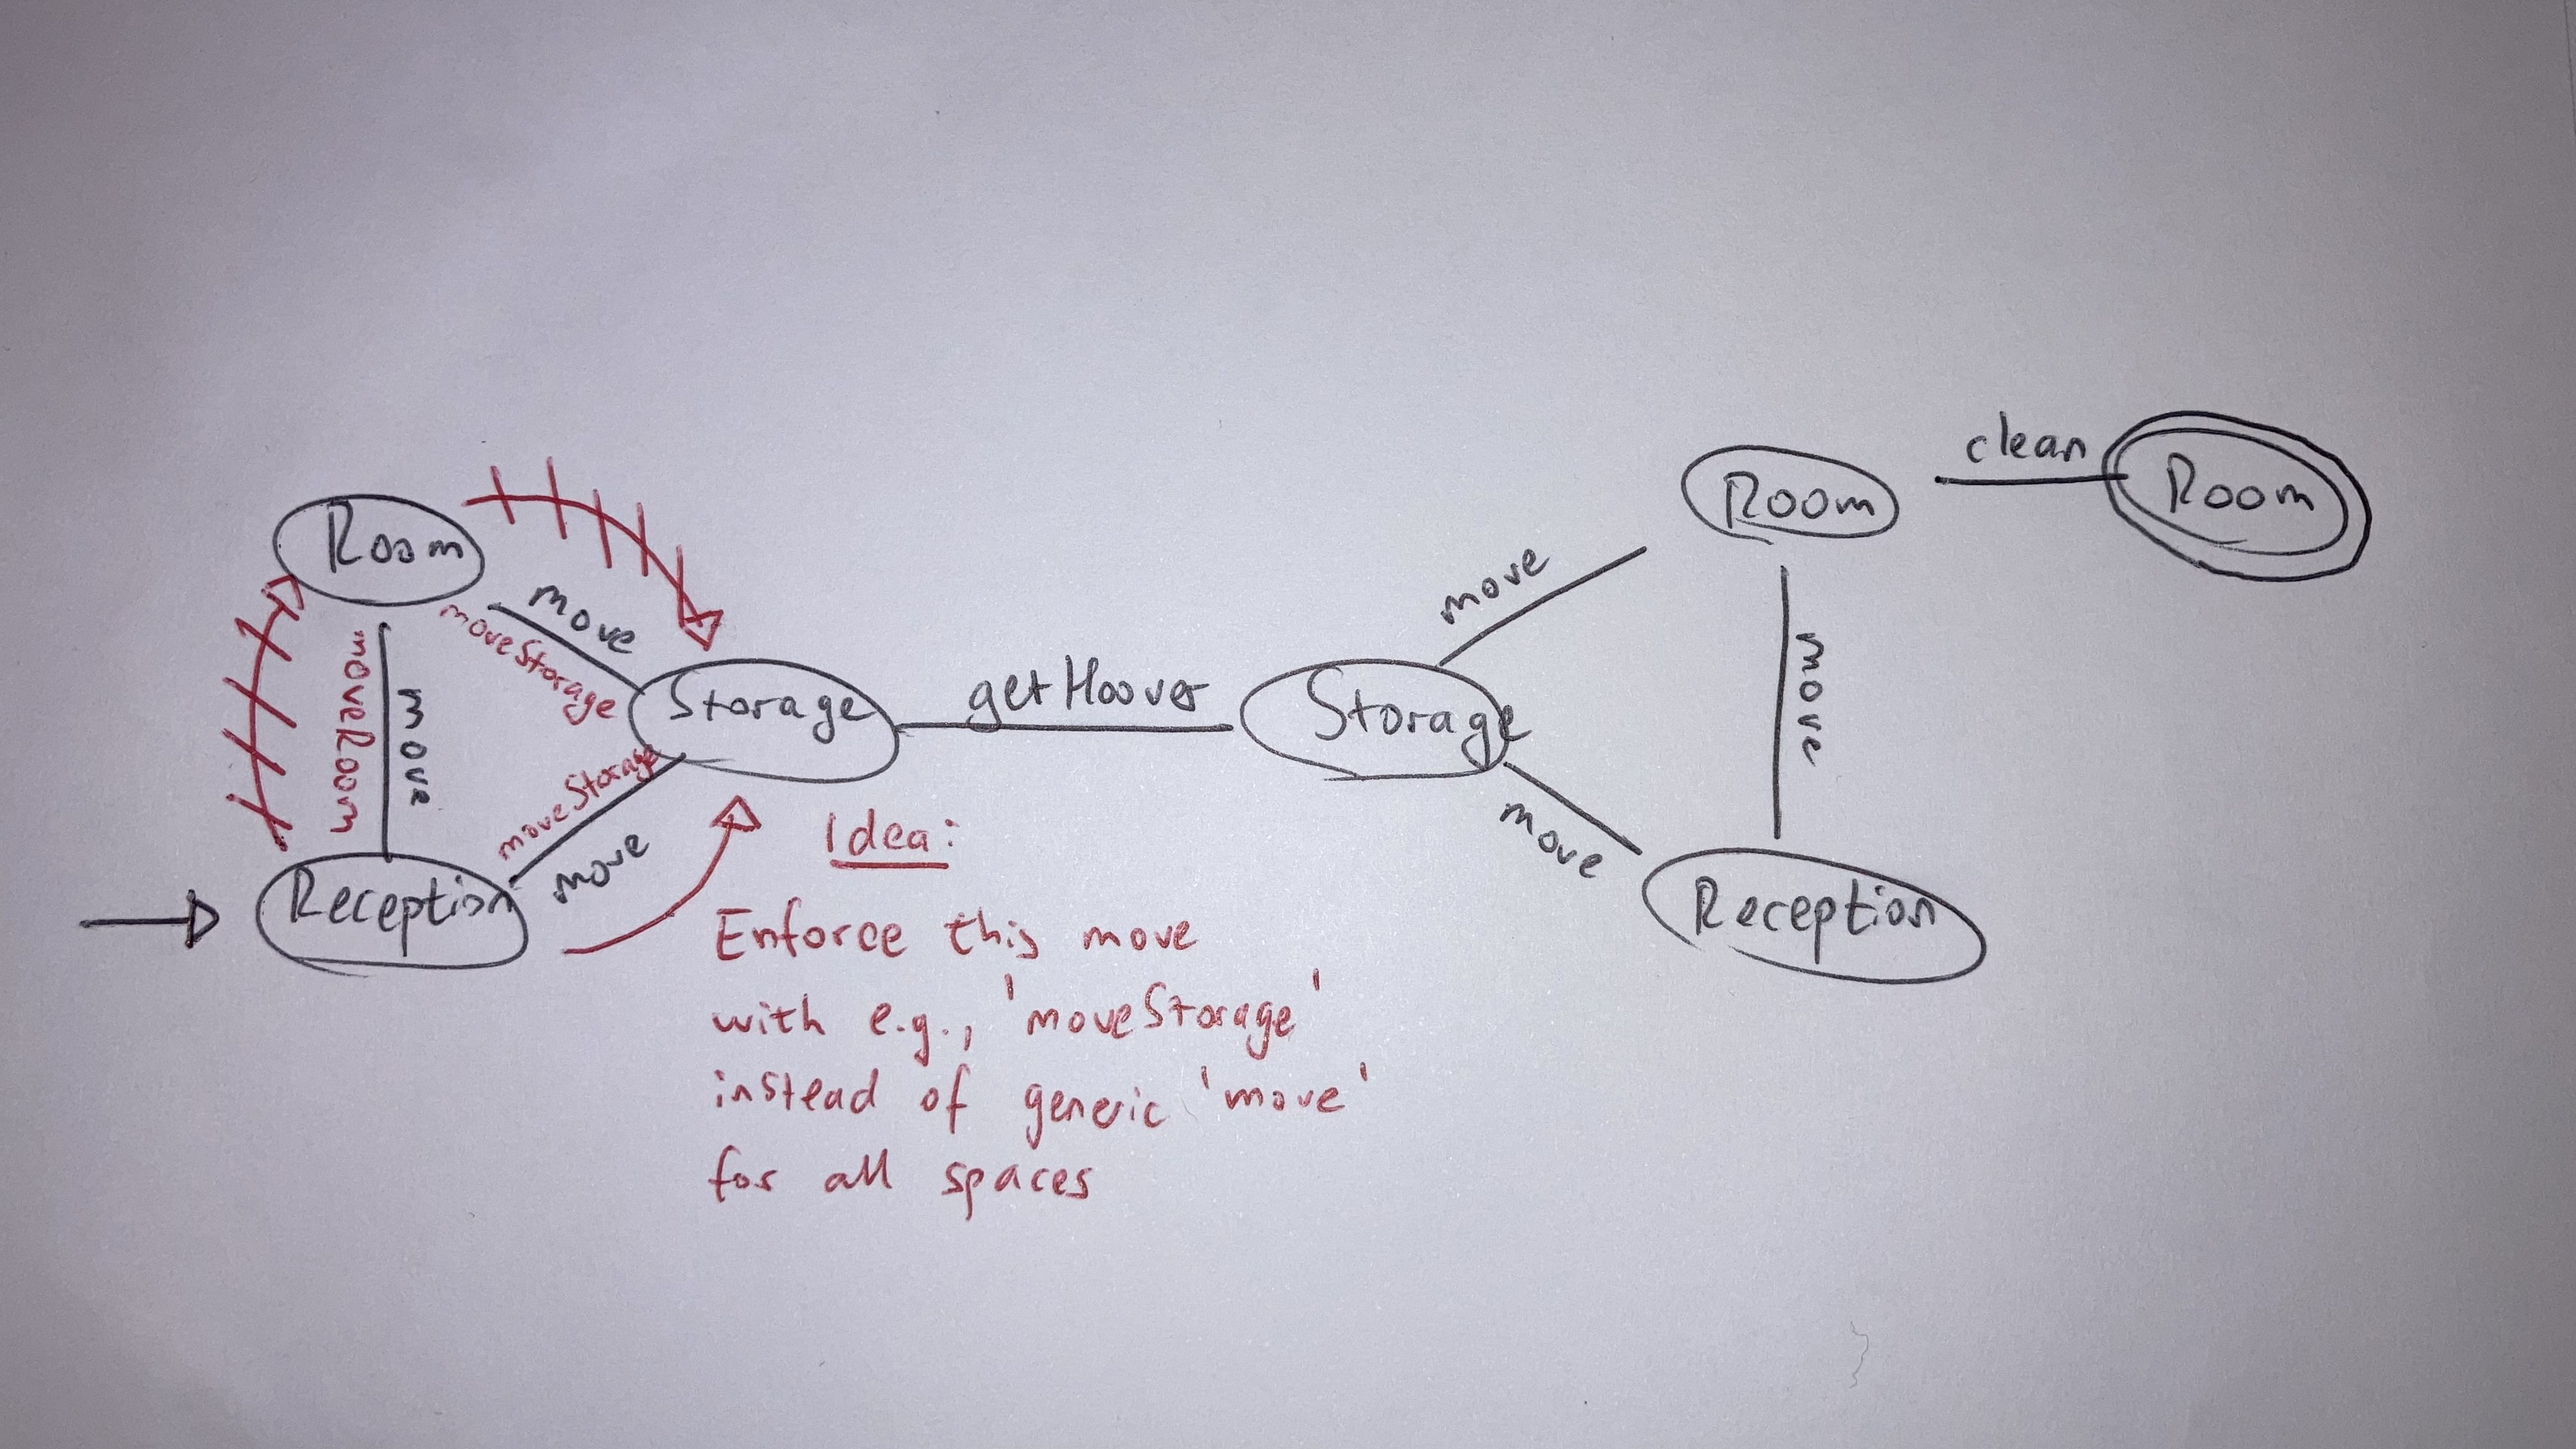 Room
move
moveStorage
moveRoom
move
Storage
moveStorage
move
Reception
getHoover
Storage
move
Room
clean
Room
move
move
Reception
Idea:
Enforce this move
with e.g., 'moveStorage'
instead of generic 'move'
for all spaces